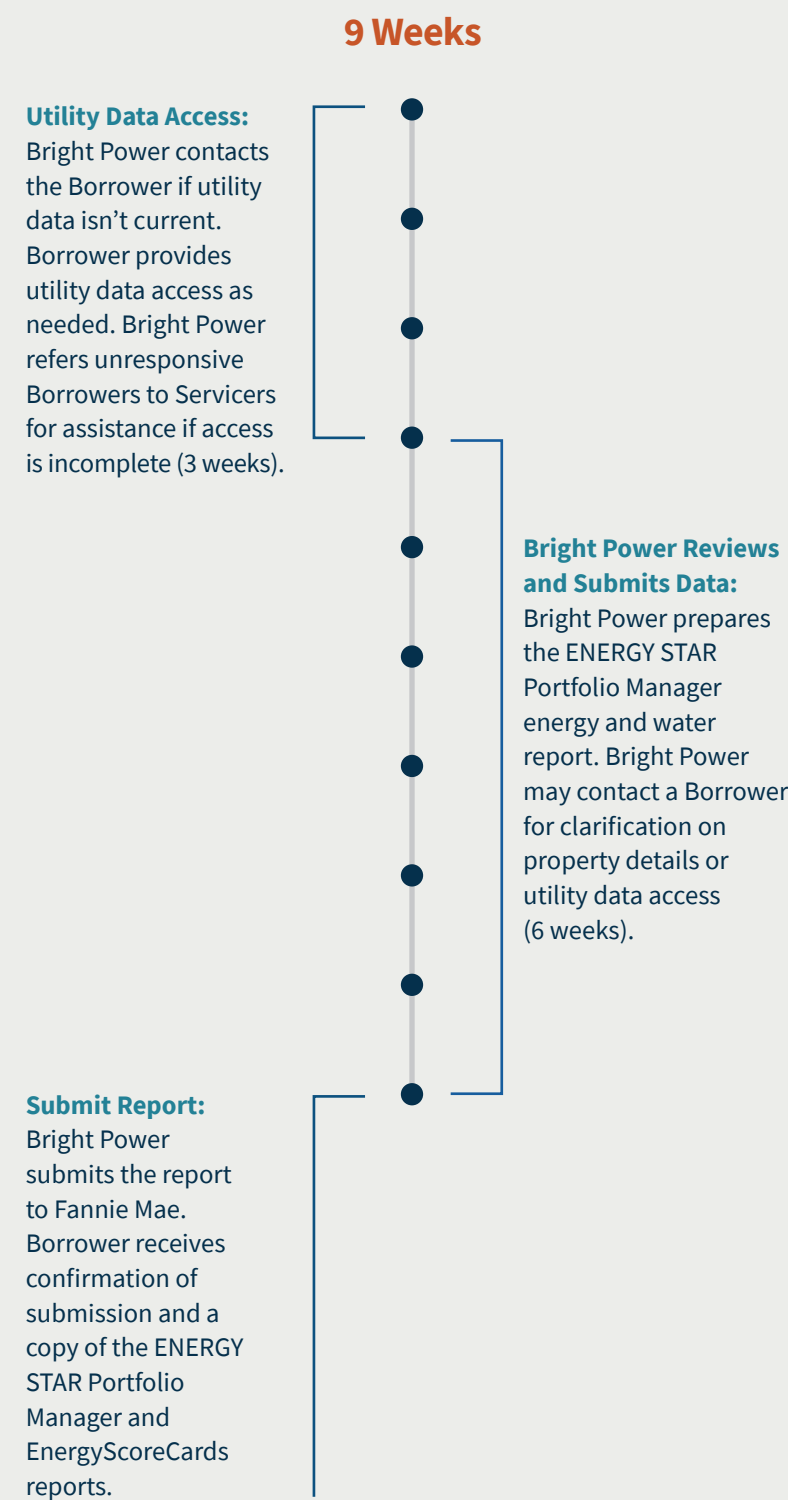 9 Weeks
Utility Data Access:
Bright Power contacts
the Borrower if utility
data isn’t current.
Borrower provides
utility data access as
needed. Bright Power
refers unresponsive
Borrowers to Servicers
for assistance if access
is incomplete (3 weeks).
Bright Power Reviews
and Submits Data:
Bright Power prepares
the ENERGY STAR
Portfolio Manager
energy and water
report. Bright Power
may contact a Borrower
for clarification on
property details or
utility data access
(6 weeks).
Submit Report:
Bright Power
submits the report
to Fannie Mae.
Borrower receives
confirmation of
submission and a
copy of the ENERGY
STAR Portfolio
Manager and
EnergyScoreCards
reports.